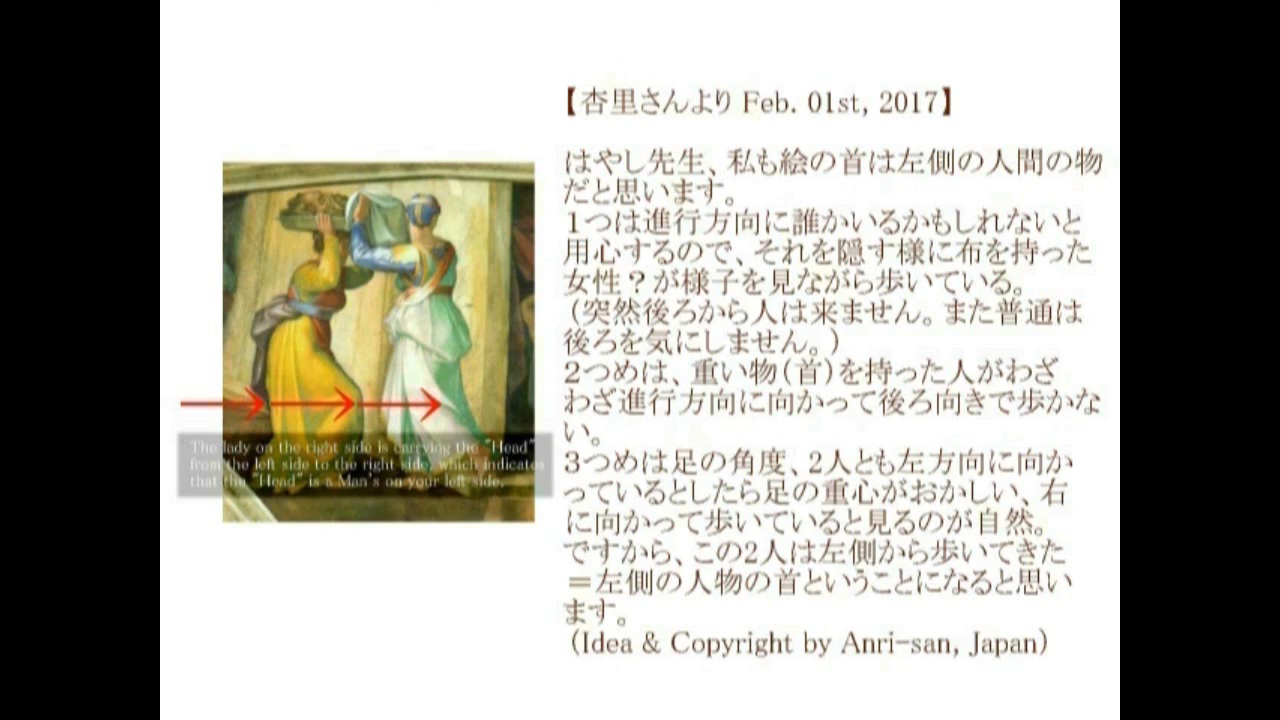 【杏里さんより Feb. 01st, 2017】
はやし先生、私も絵の首は左側の人間の物
だと思います。
1つは進行方向に誰かいるかもしれないと
用心するので、それを隠す様に布を持った
女性？が様子を見ながら歩いている。
（突然後ろから人は来ません。また普通は
後ろを気にしません。）
2つめは、重い物（首）を持った人がわざ
わざ進行方向に向かって後ろ向きで歩かな
い。
3つめは足の角度、2人とも左方向に向か
っているとしたら足の重心がおかしい、右
に向かって歩いていると見るのが自然。
ですから、この2人は左側から歩いてきた
＝左側の人物の首ということになると思い
ます。
（Idea & Copyright by Anri-san, Japan）
The lady on the right side is carrying the "Head"
from the left side to the right side, which indicates
that the "Head" is a Man's on your left side.